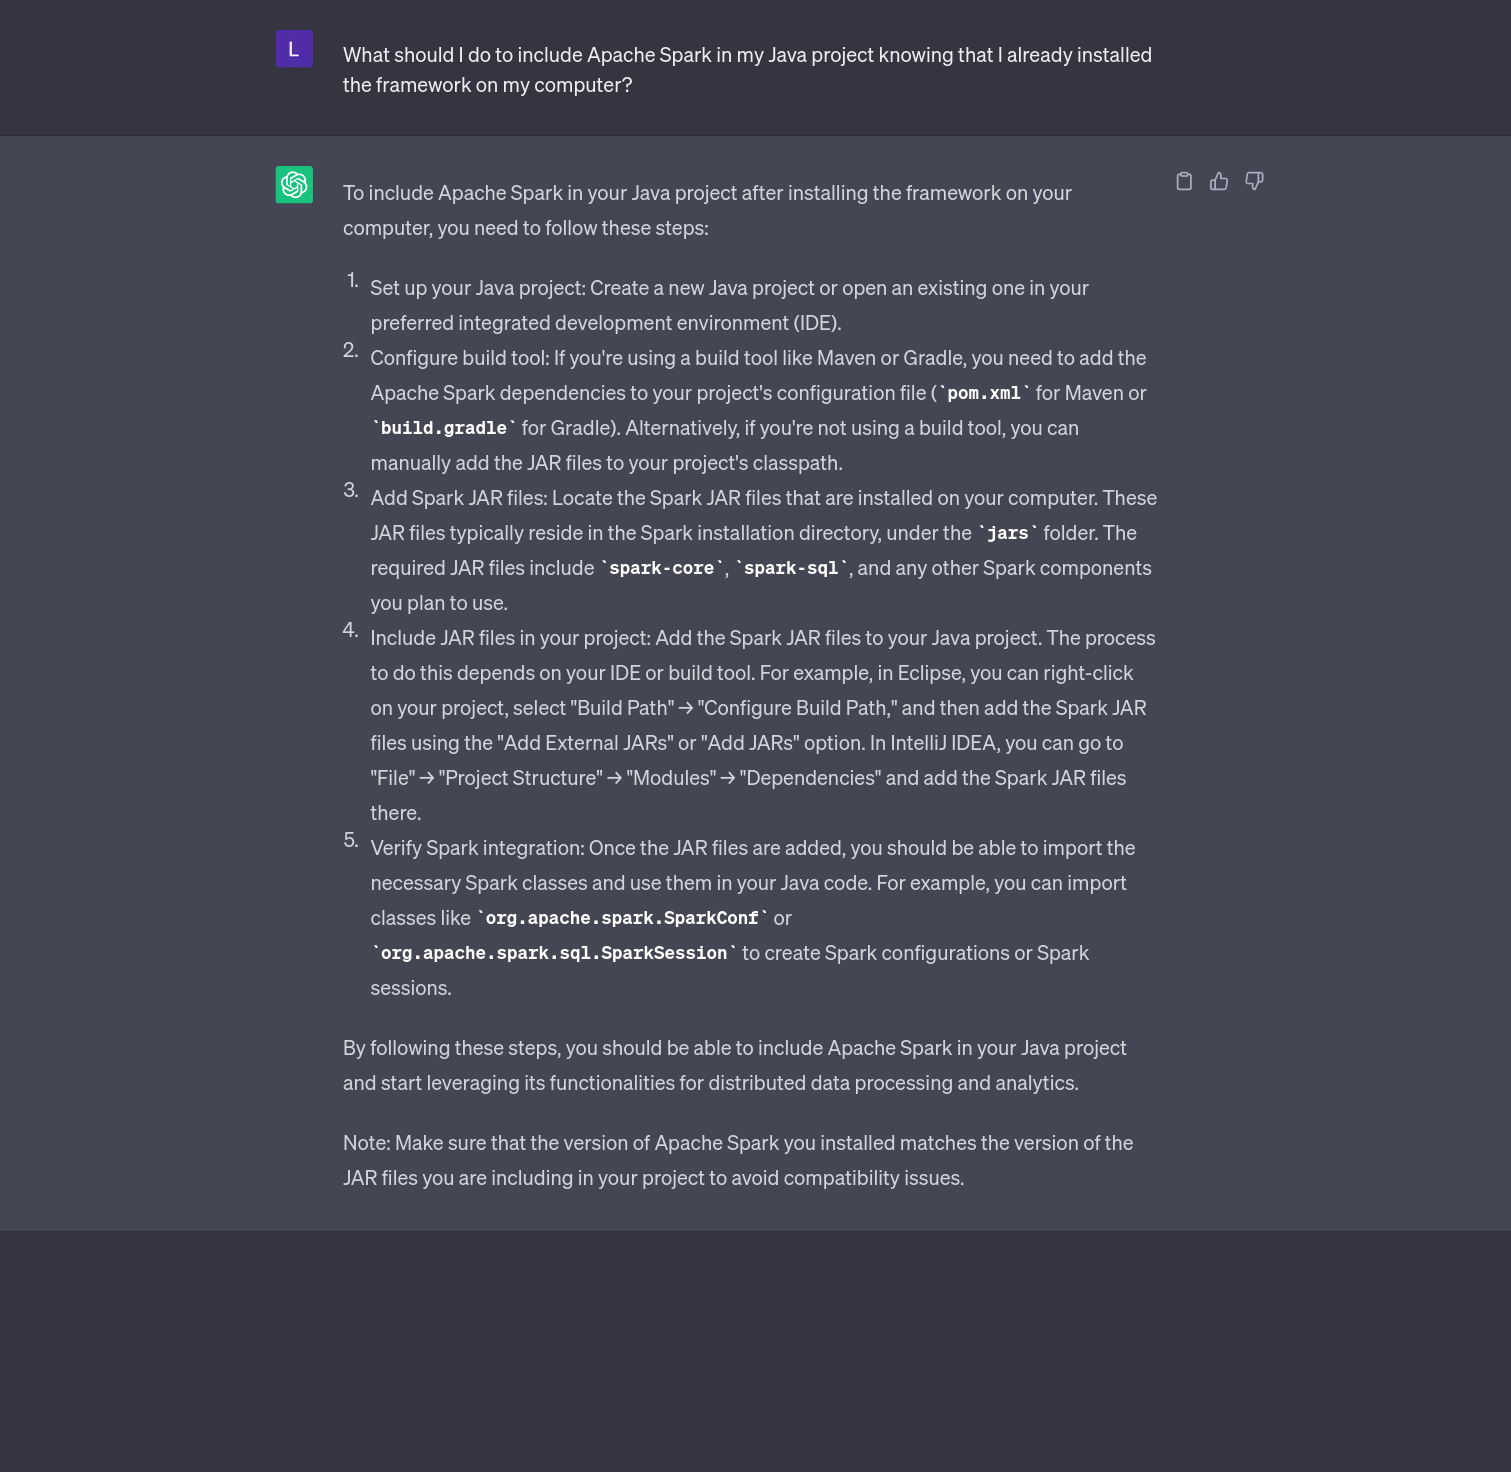 L
What should I do to include Apache Spark in my Java project knowing that I already installed
the framework on my computer?
To include Apache Spark in your Java project after installing the framework on your
computer, you need to follow these steps:
1. Set up your Java project: Create a new Java project or open an existing one in your
preferred integrated development environment (IDE).
2. Configure build tool: If you're using a build tool like Maven or Gradle, you need to add the
Apache Spark dependencies to your project's configuration file (`pom.xml` for Maven or
`build.gradle` for Gradle). Alternatively, if you're not using a build tool, you can
manually add the JAR files to your project's classpath.
3. Add Spark JAR files: Locate the Spark JAR files that are installed on your computer. These
JAR files typically reside in the Spark installation directory, under the `jars` folder. The
required JAR files include `spark-core`, `spark-sql`, and any other Spark components
you plan to use.
4. Include JAR files in your project: Add the Spark JAR files to your Java project. The process
to do this depends on your IDE or build tool. For example, in Eclipse, you can right-click
on your project, select "Build Path" → "Configure Build Path," and then add the Spark JAR
files using the "Add External JARs" or "Add JARs" option. In IntelliJ IDEA, you can go to
"File" → "Project Structure" → "Modules" → "Dependencies" and add the Spark JAR files
there.
5. Verify Spark integration: Once the JAR files are added, you should be able to import the
necessary Spark classes and use them in your Java code. For example, you can import
classes like `org.apache.spark.SparkConf` or
`org.apache.spark.sql.SparkSession` to create Spark configurations or Spark
sessions.
By following these steps, you should be able to include Apache Spark in your Java project
and start leveraging its functionalities for distributed data processing and analytics.
Note: Make sure that the version of Apache Spark you installed matches the version of the
JAR files you are including in your project to avoid compatibility issues.